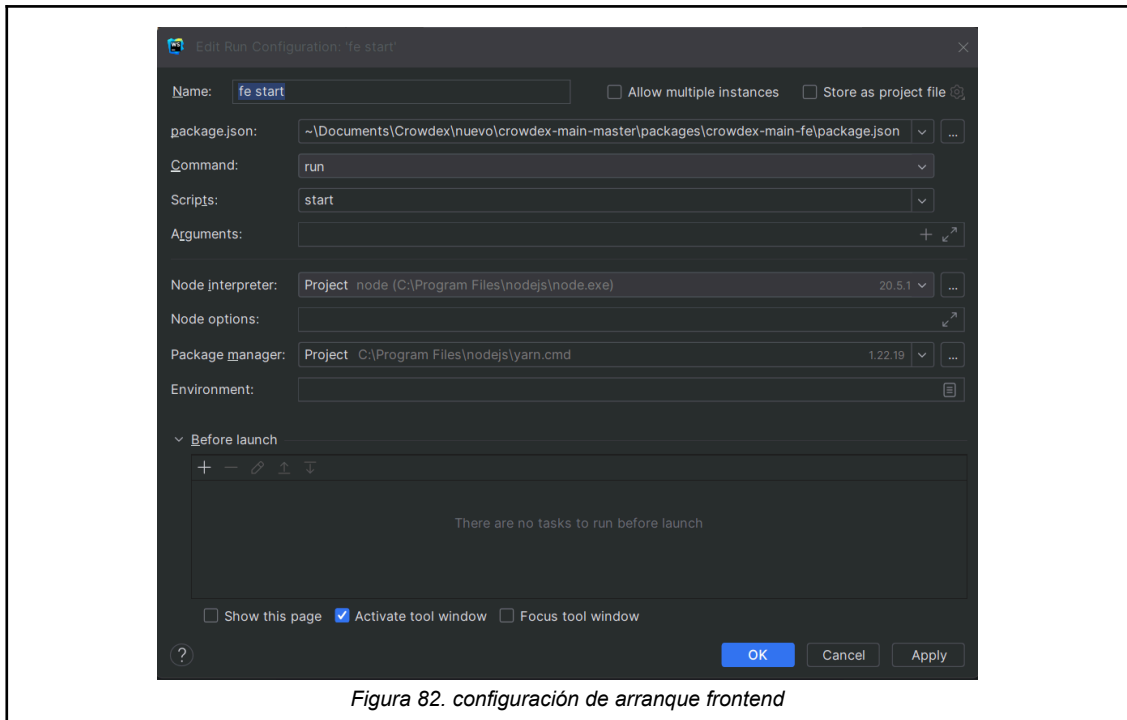 WS Edit Run Configuration: 'fe start'
Name: fe start Allow multiple instances Store as project file
package.json: ~\Documents\Crowdex\nuevo\crowdex-main-master\packages\crowdex-main-fe\package.json ...
Command: run
Scripts: start
Arguments:
Node interpreter: Project node (C:\Program Files\nodejs\node.exe) 20.5.1 ...
Node options:
Package manager: Project C:\Program Files\nodejs\yarn.cmd 1.22.19 ...
Environment:
Before launch
There are no tasks to run before launch
Show this page Activate tool window Focus tool window
? OK Cancel Apply
Figura 82. configuración de arranque frontend